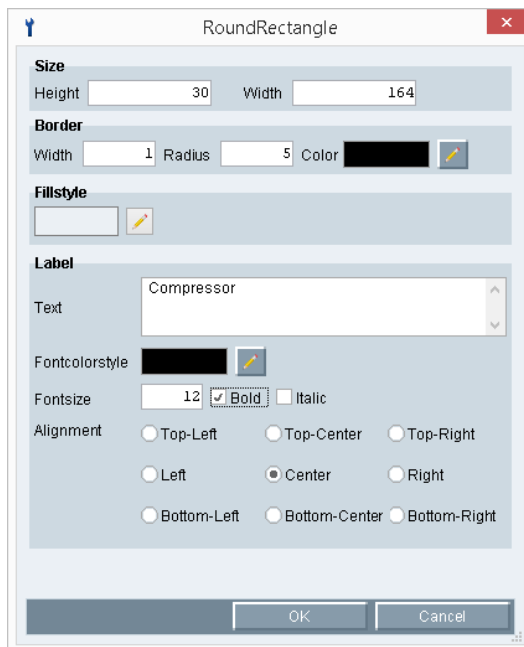 RoundRectangle
Size
Height 30 Width 164
Border
Width 1 Radius 5 Color
Fillstyle
Label
Text Compressor
Fontcolorstyle
Fontsize 12 Bold Italic
Alignment Top-Left Top-Center Top-Right
Left Center Right
Bottom-Left Bottom-Center Bottom-Right
OK Cancel